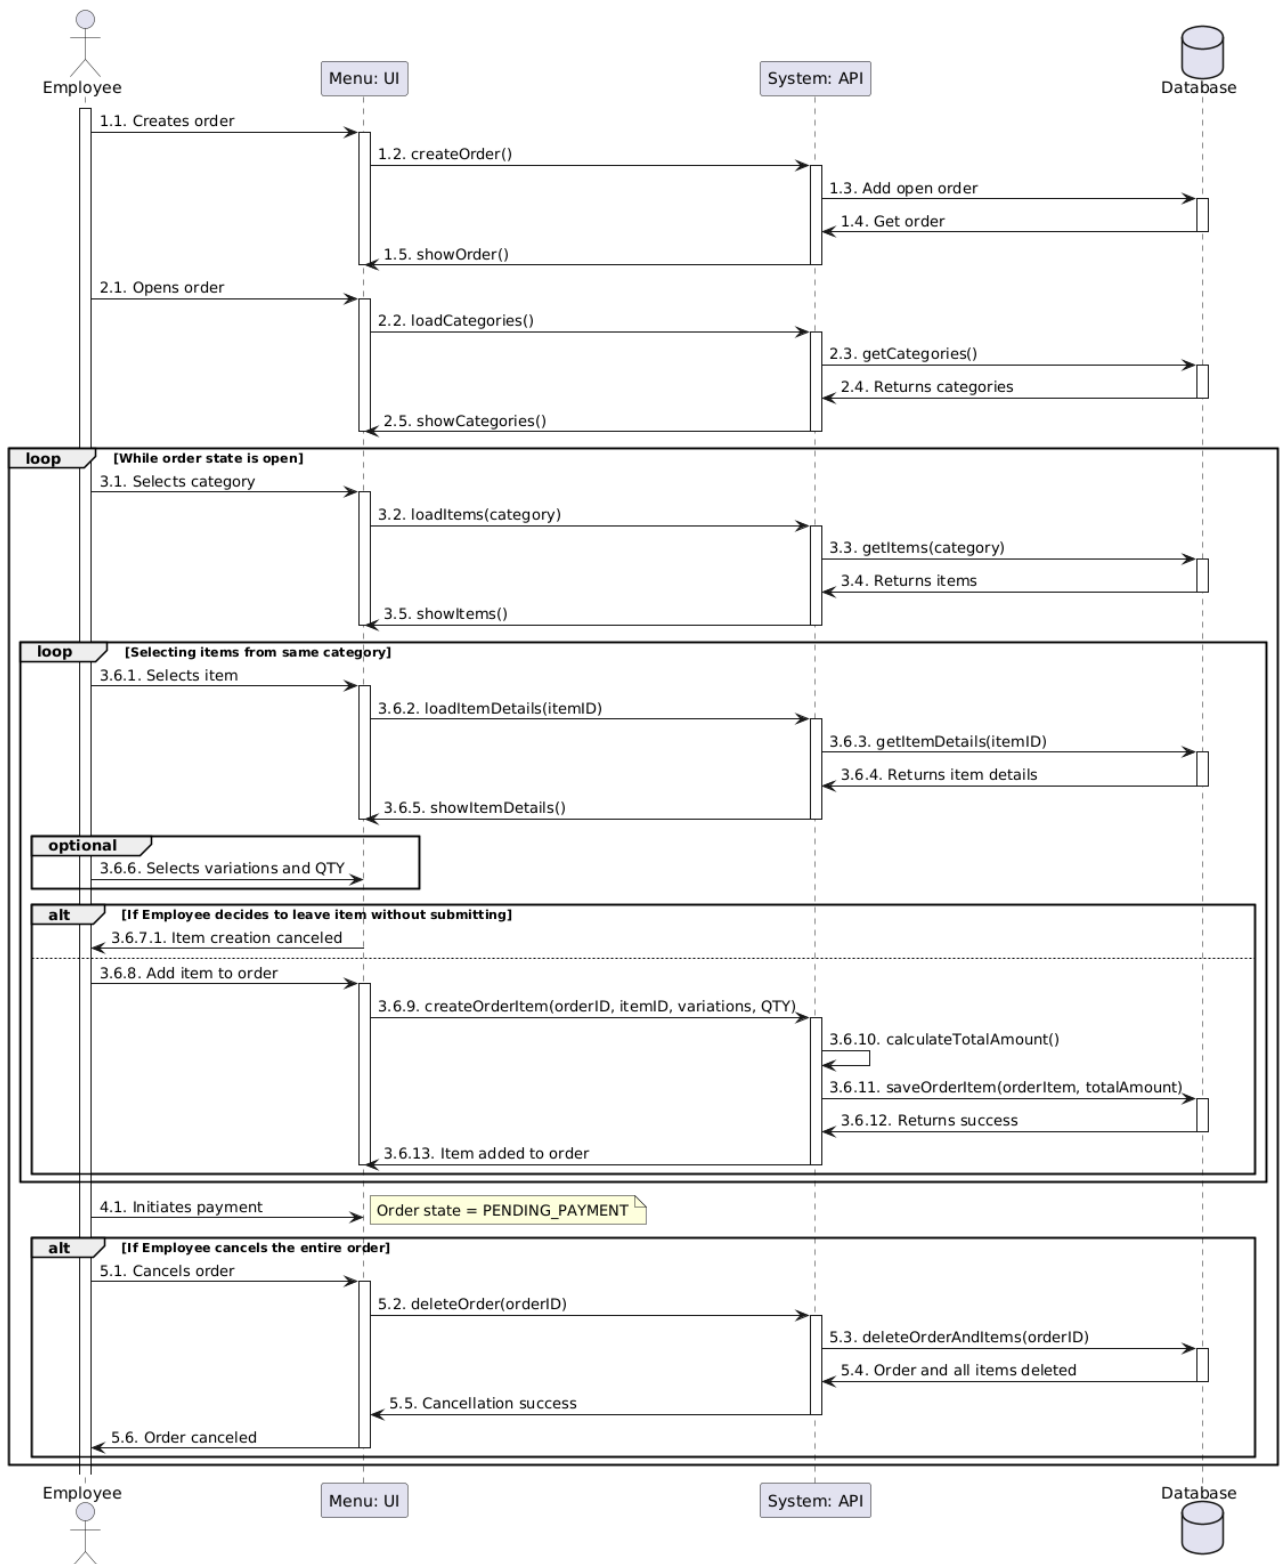 Employee
Menu: UI
System: API
Database
1.1. Creates order
1.2. createOrder()
1.3. Add open order
1.4. Get order
1.5. showOrder()
2.1. Opens order
2.2. loadCategories()
2.3. getCategories()
2.4. Returns categories
2.5. showCategories()
loop [While order state is open]
3.1. Selects category
3.2. loadItems(category)
3.3. getItems(category)
3.4. Returns items
3.5. showItems()
loop [Selecting items from same category]
3.6.1. Selects item
3.6.2. loadItemDetails(itemID)
3.6.3. getItemDetails(itemID)
3.6.4. Returns item details
3.6.5. showItemDetails()
optional
3.6.6. Selects variations and QTY
alt [If Employee decides to leave item without submitting]
3.6.7.1. Item creation canceled
3.6.8. Add item to order
3.6.9. createOrderItem(orderID, itemID, variations, QTY)
3.6.10. calculateTotalAmount()
3.6.11. saveOrderItem(orderItem, totalAmount)
3.6.12. Returns success
3.6.13. Item added to order
4.1. Initiates payment
Order state = PENDING_PAYMENT
alt [If Employee cancels the entire order]
5.1. Cancels order
5.2. deleteOrder(orderID)
5.3. deleteOrderAndItems(orderID)
5.4. Order and all items deleted
5.5. Cancellation success
5.6. Order canceled
Employee
Menu: UI
System: API
Database